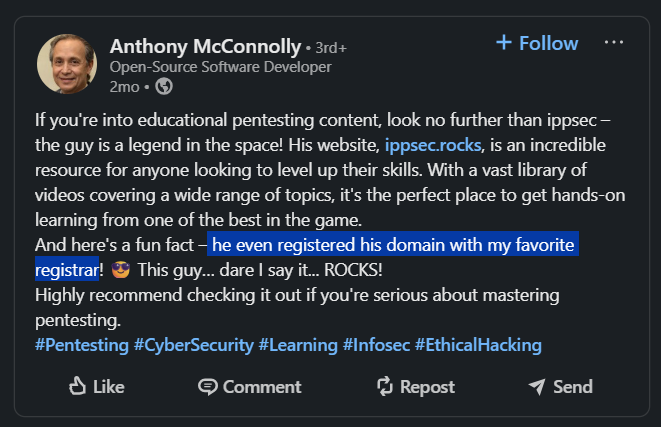 Anthony McConnolly • 3rd+
+ Follow
...
Open-Source Software Developer
2mo •
If you're into educational pentesting content, look no further than ippsec –
the guy is a legend in the space! His website, ippsec.rocks, is an incredible
resource for anyone looking to level up their skills. With a vast library of
videos covering a wide range of topics, it's the perfect place to get hands-on
learning from one of the best in the game.
And here's a fun fact – he even registered his domain with my favorite
registrar! 😎 This guy... dare I say it... ROCKS!
Highly recommend checking it out if you're serious about mastering
pentesting.
#Pentesting #CyberSecurity #Learning #Infosec #EthicalHacking
Like
Comment
Repost
Send